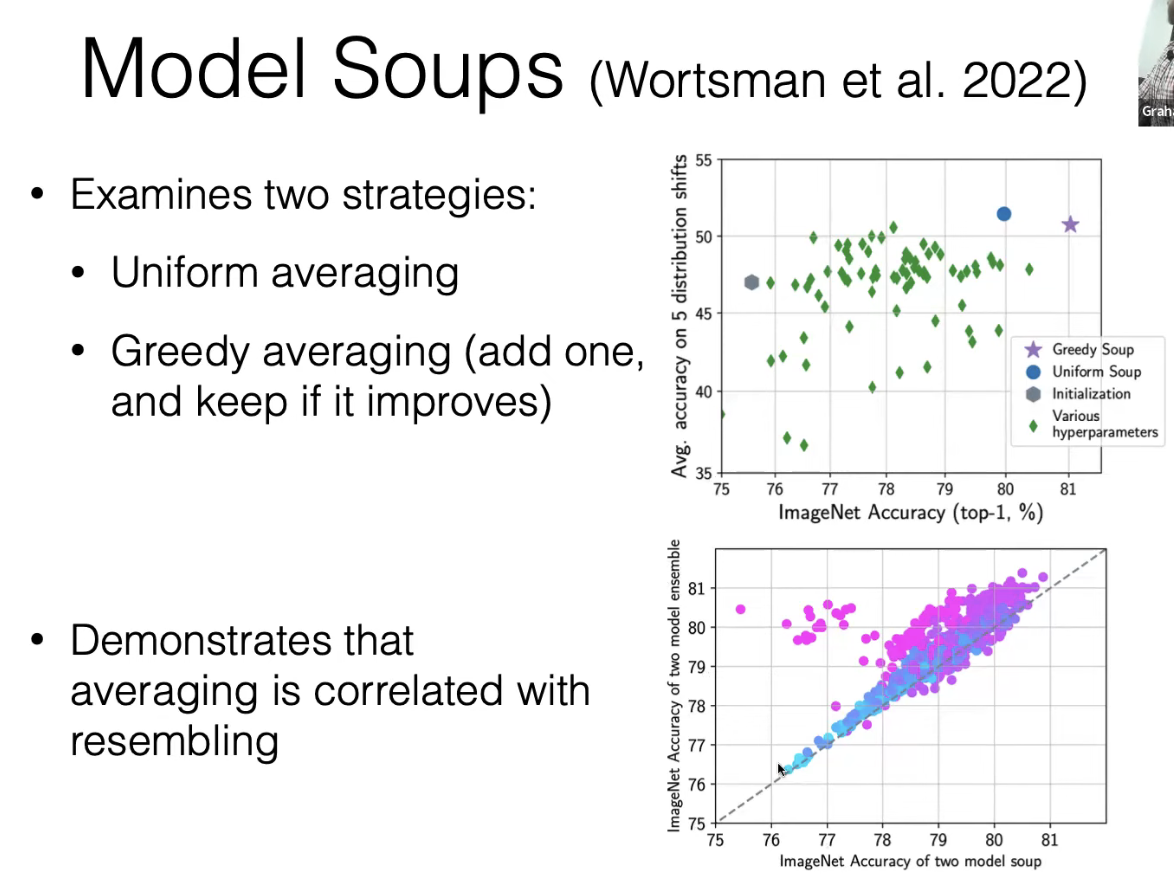 Model Soups (Wortsman et al. 2022)
Grah
• Examines two strategies:
• Uniform averaging
• Greedy averaging (add one,
and keep if it improves)
• Demonstrates that
averaging is correlated with
resembling
Avg. accuracy on 5 distribution shifts
55
50
45
40
35
75 76 77 78 79 80 81
ImageNet Accuracy (top-1, %)
Greedy Soup
Uniform Soup
Initialization
Various
hyperparameters
ImageNet Accuracy of two model ensemble
81
80
79
78
77
76
75
75 76 77 78 79 80 81
ImageNet Accuracy of two model soup